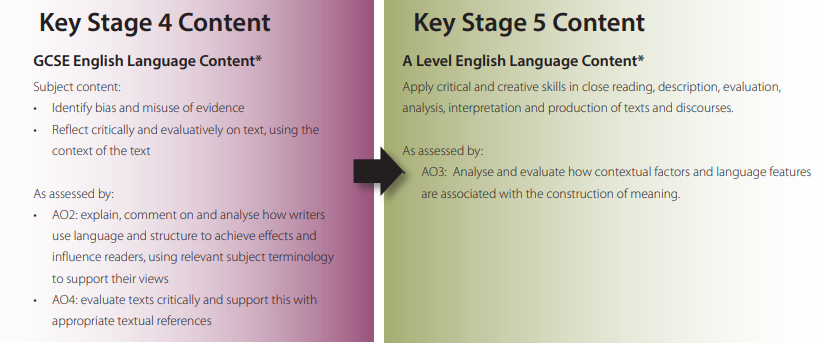 Key Stage 4 Content
GCSE English Language Content*
Subject content:
• Identify bias and misuse of evidence
• Reflect critically and evaluatively on text, using the
context of the text
As assessed by:
• AO2: explain, comment on and analyse how writers
use language and structure to achieve effects and
influence readers, using relevant subject terminology
to support their views
• AO4: evaluate texts critically and support this with
appropriate textual references
Key Stage 5 Content
A Level English Language Content*
Apply critical and creative skills in close reading, description, evaluation,
analysis, interpretation and production of texts and discourses.
As assessed by:
• AO3: Analyse and evaluate how contextual factors and language features
are associated with the construction of meaning.